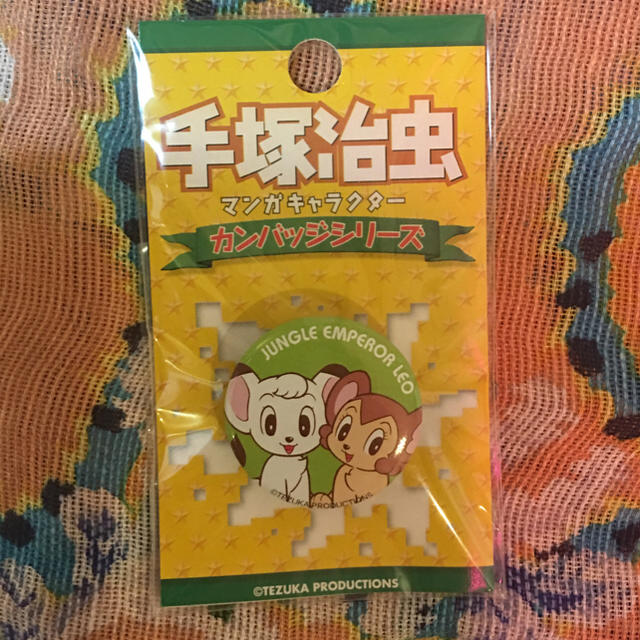 手塚治虫
マンガキャラクター
カンバッジシリーズ
JUNGLE EMPEROR LEO
©TEZUKA PRODUCTIONS
©TEZUKA PRODUCTIONS